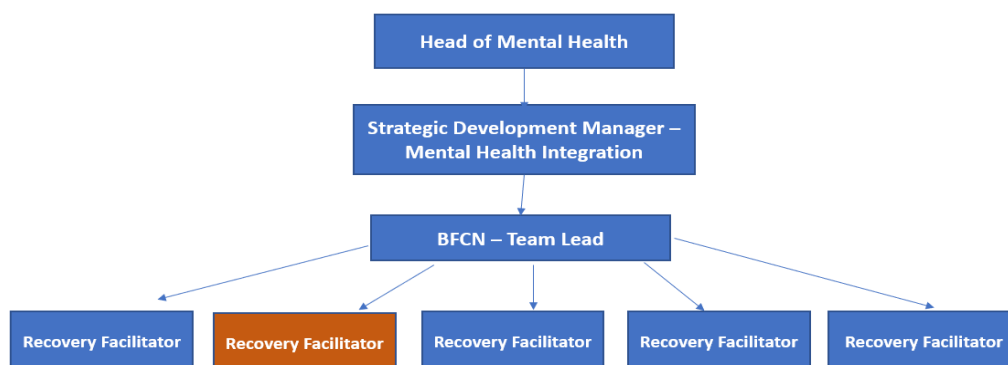 Head of Mental Health
Strategic Development Manager –
Mental Health Integration
BFCN – Team Lead
Recovery Facilitator
Recovery Facilitator
Recovery Facilitator
Recovery Facilitator
Recovery Facilitator